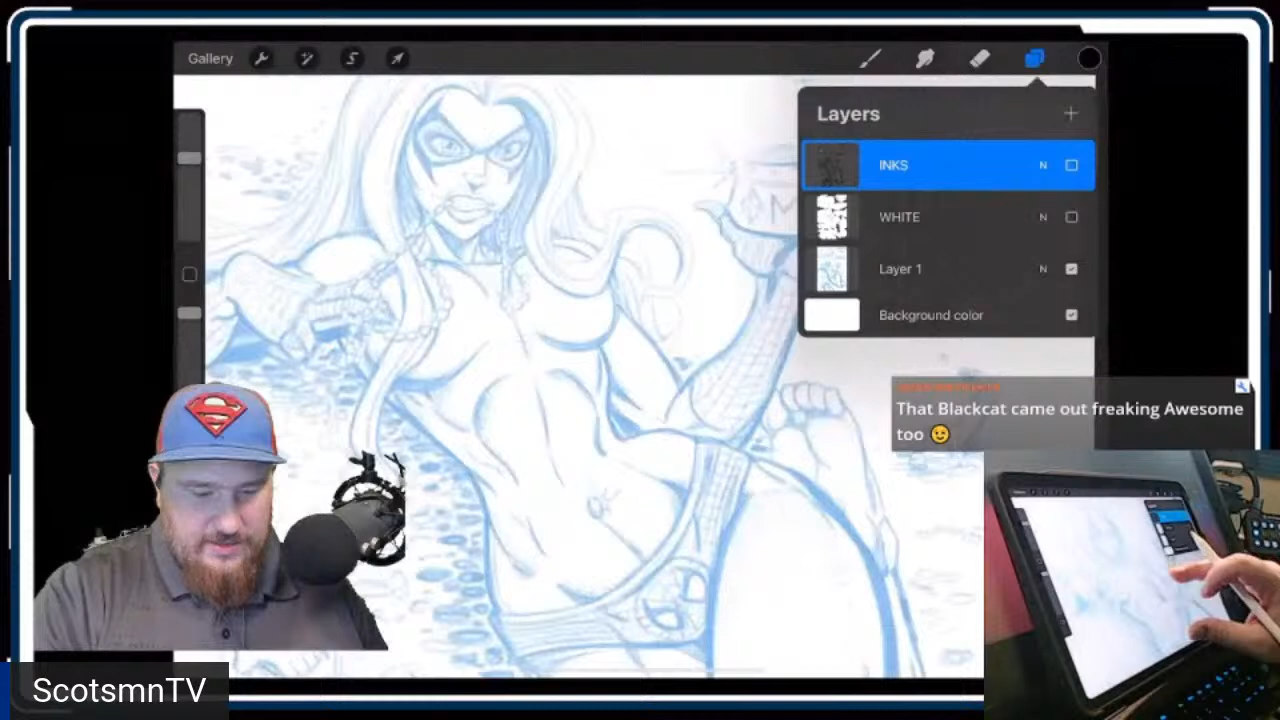 Gallery
Layers
INKS N
WHITE N
Layer 1 N
Background color
That Blackcat came out freaking Awesome
too 😉
ScotsmnTV